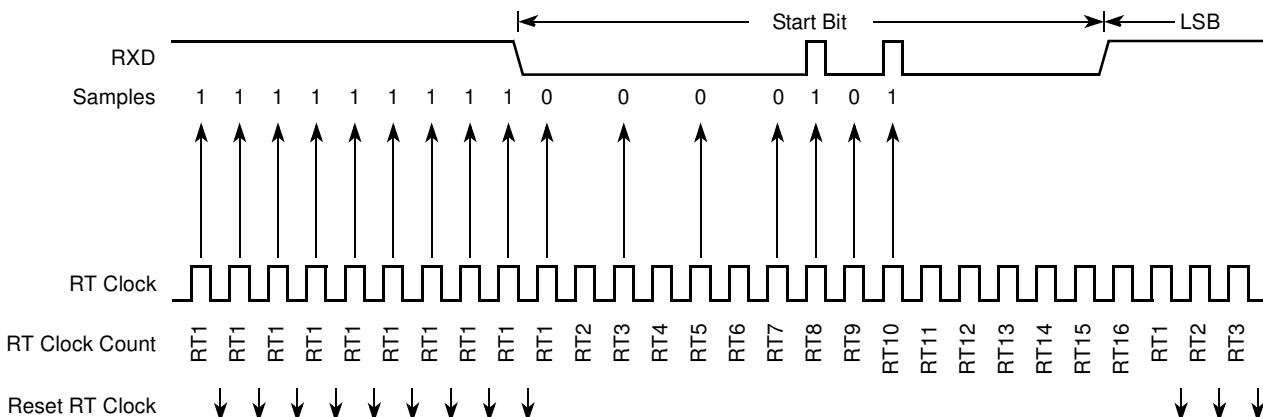 Start Bit LSB
RXD
Samples 1 1 1 1 1 1 1 1 1 0 0 0 0 1 0 1
RT Clock
RT Clock Count RT1 RT1 RT1 RT1 RT1 RT1 RT1 RT1 RT1 RT1 RT2 RT3 RT4 RT5 RT6 RT7 RT8 RT9 RT10 RT11 RT12 RT13 RT14 RT15 RT16 RT1 RT2 RT3
Reset RT Clock